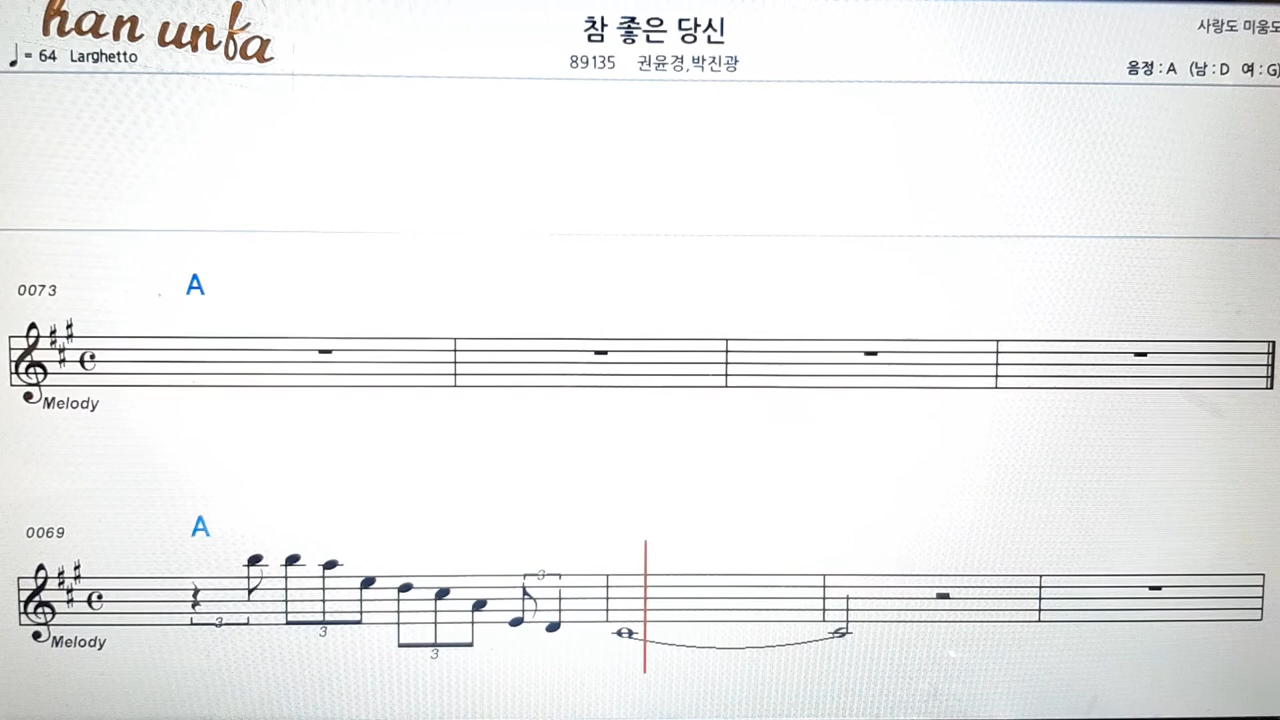 han unfa
참 좋은 당신
사랑도 미움도
♩ = 64 Larghetto
89135 권윤경,박진광
음정 : A (남 : D 여 : G)
0073
A
Melody
0069
A
3
3
3
3
Melody